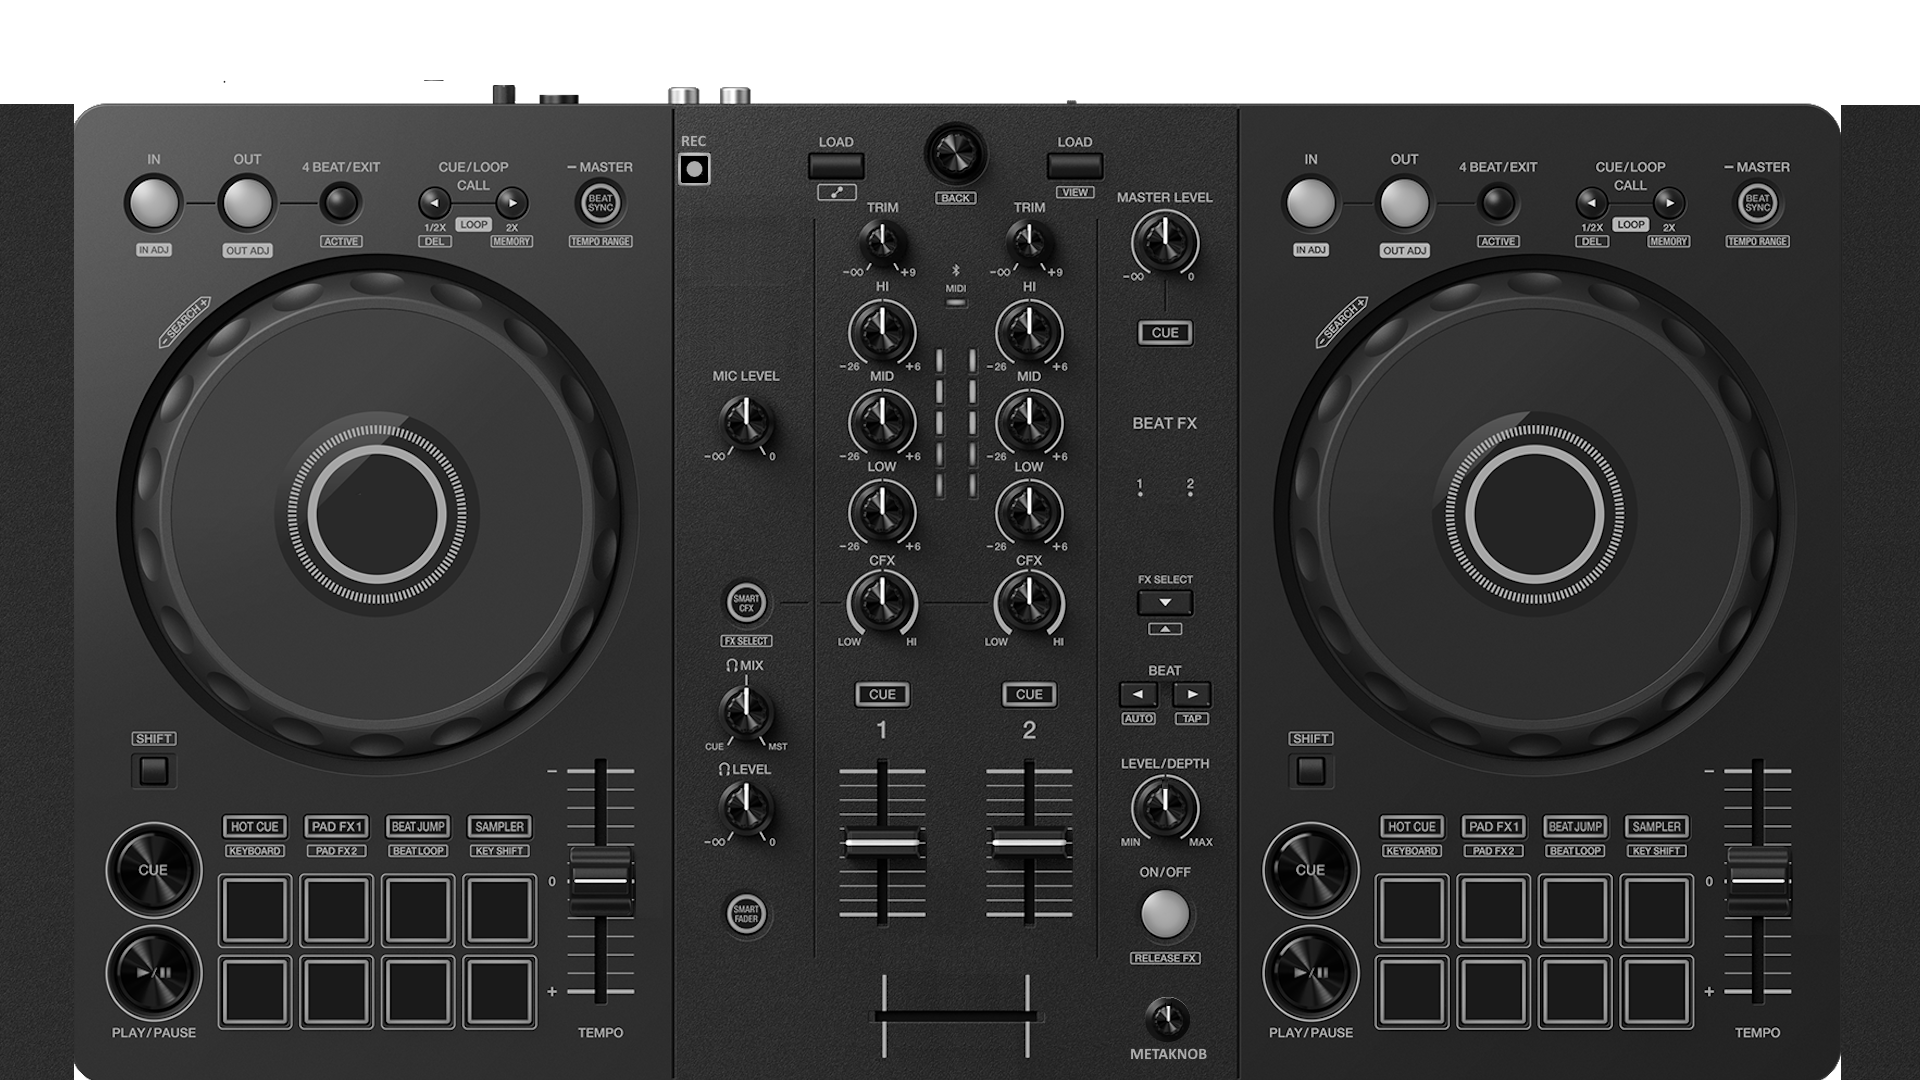 IN
OUT
4 BEAT/EXIT
CUE/LOOP
CALL
– MASTER
BEAT
SYNC
1/2X
LOOP
2X
IN ADJ
OUT ADJ
ACTIVE
DEL
MEMORY
TEMPO RANGE
– SEARCH +
SHIFT
HOT CUE
PAD FX1
BEAT JUMP
SAMPLER
KEYBOARD
PAD FX2
BEAT LOOP
KEY SHIFT
CUE
PLAY/PAUSE
–
0
+
TEMPO
REC
LOAD
BACK
LOAD
VIEW
TRIM
-∞
+9
HI
-26
+6
MID
-26
+6
LOW
-26
+6
CFX
LOW
HI
CUE
1
MIDI
TRIM
-∞
+9
HI
-26
+6
MID
-26
+6
LOW
-26
+6
CFX
LOW
HI
CUE
2
MIC LEVEL
-∞
0
SMART
CFX
FX SELECT
MIX
CUE
MST
LEVEL
-∞
0
SMART
FADER
MASTER LEVEL
-∞
0
CUE
BEAT FX
1
2
FX SELECT
BEAT
AUTO
TAP
LEVEL/DEPTH
MIN
MAX
ON/OFF
RELEASE FX
METAKNOB
IN
OUT
4 BEAT/EXIT
CUE/LOOP
CALL
– MASTER
BEAT
SYNC
1/2X
LOOP
2X
IN ADJ
OUT ADJ
ACTIVE
DEL
MEMORY
TEMPO RANGE
– SEARCH +
SHIFT
HOT CUE
PAD FX1
BEAT JUMP
SAMPLER
KEYBOARD
PAD FX2
BEAT LOOP
KEY SHIFT
CUE
PLAY/PAUSE
–
0
+
TEMPO